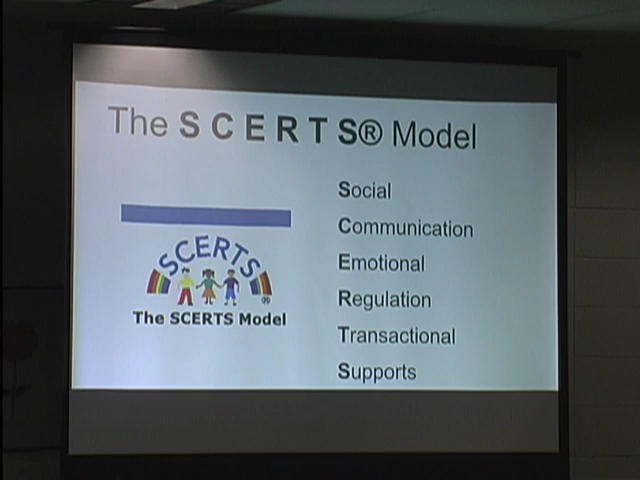 The S C E R T S® Model
Social
Communication
Emotional
Regulation
Transactional
Supports
SCERTS®
The SCERTS Model